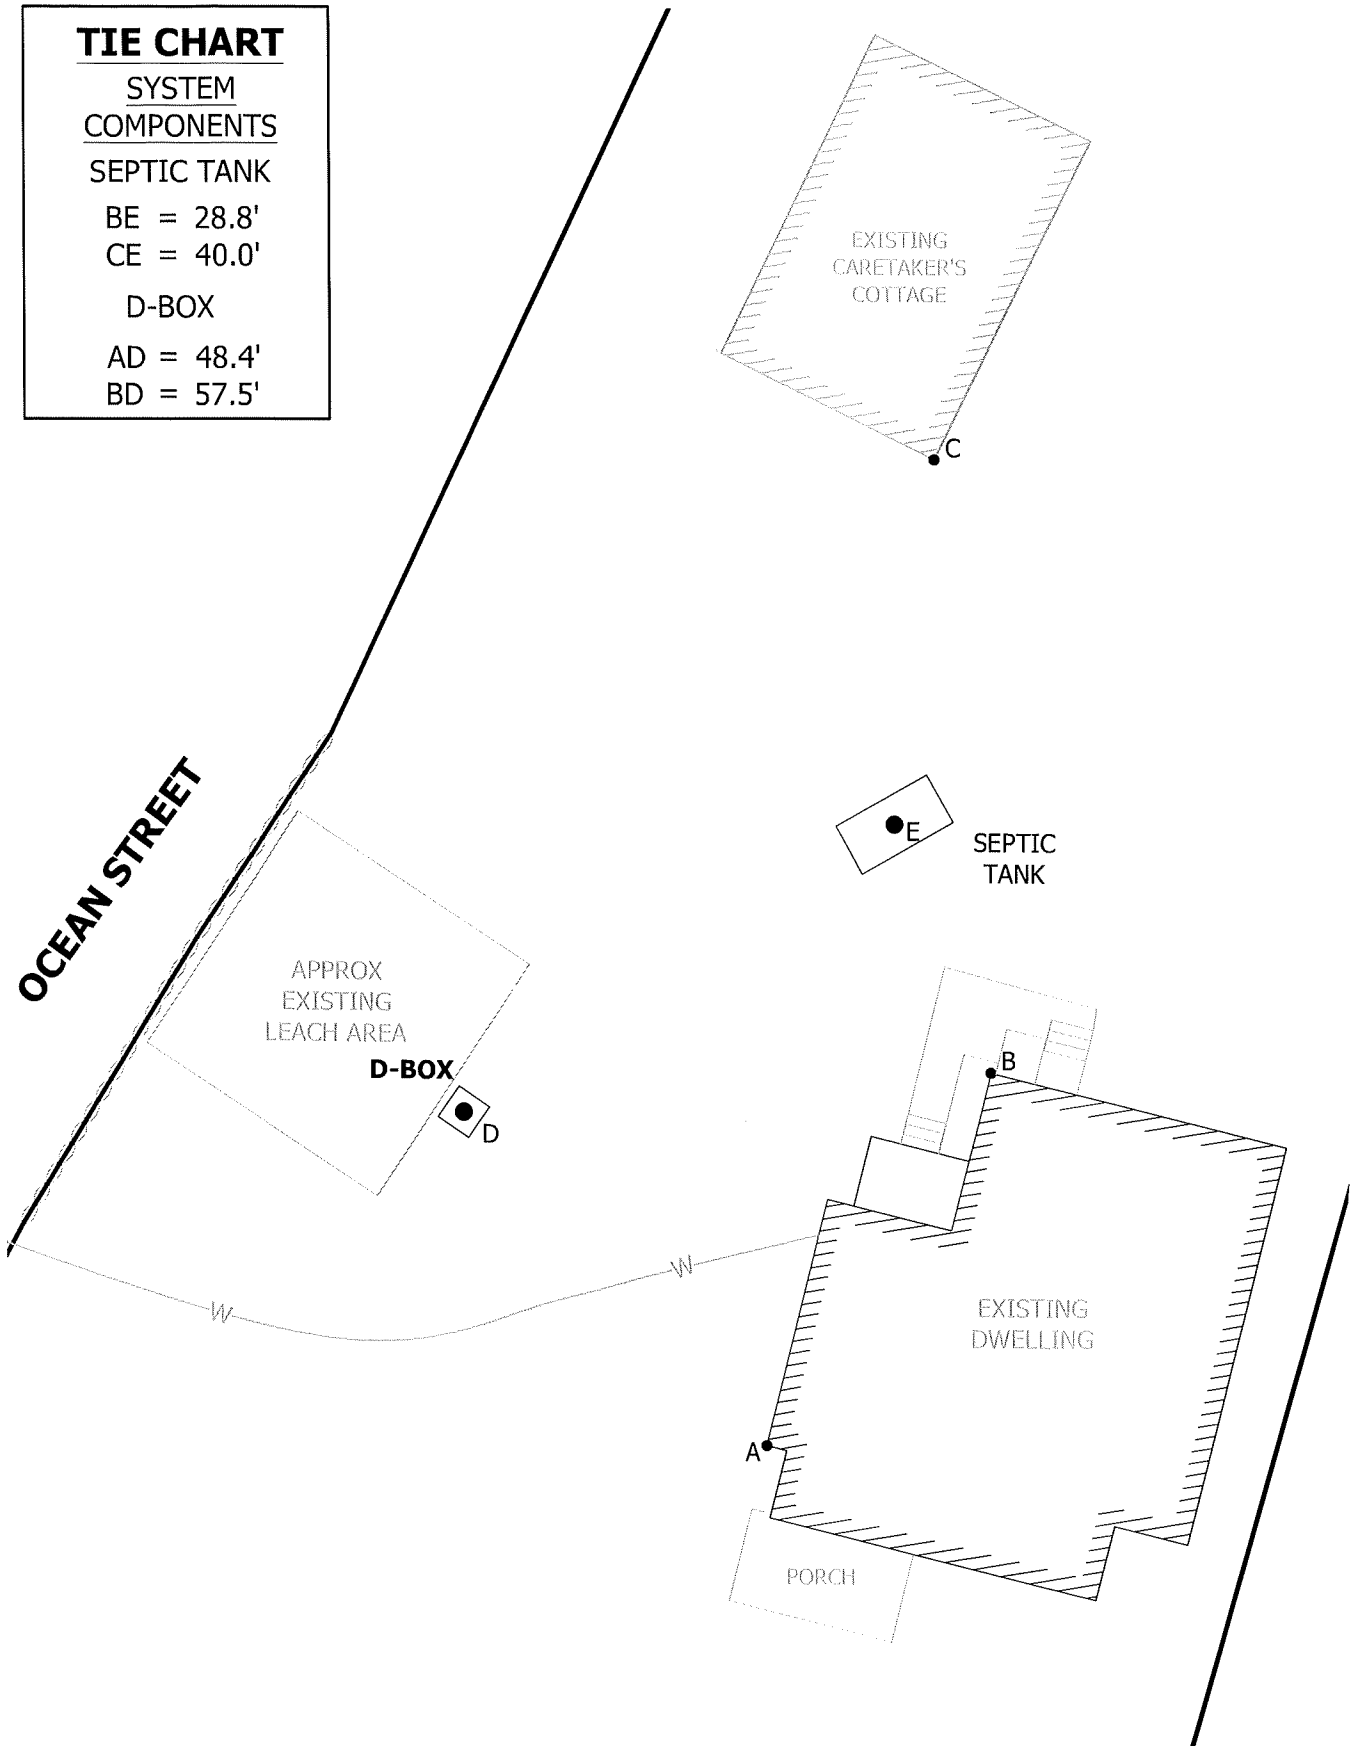 TIE CHART
SYSTEM
COMPONENTS
SEPTIC TANK
BE = 28.8'
CE = 40.0'
D-BOX
AD = 48.4'
BD = 57.5'
EXISTING
CARETAKER'S
COTTAGE
C
OCEAN STREET
E
SEPTIC
TANK
APPROX
EXISTING
LEACH AREA
D-BOX
D
B
W
W
EXISTING
DWELLING
A
PORCH